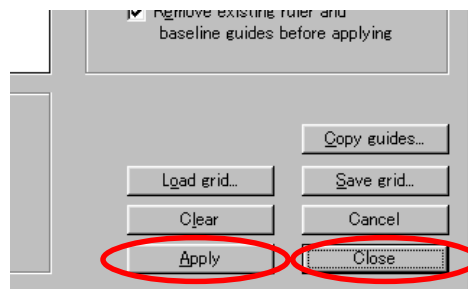 Remove existing ruler and
baseline guides before applying
Copy guides...
Load grid...
Save grid...
Clear
Cancel
Apply
Close